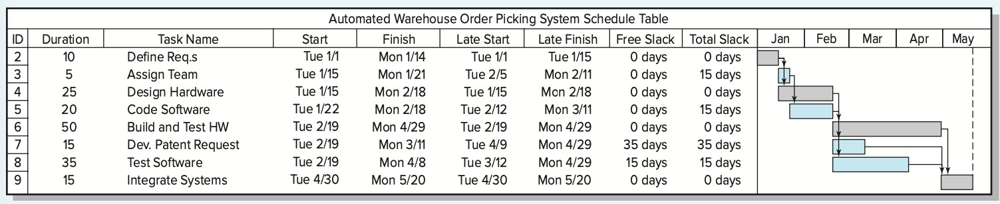 Automated Warehouse Order Picking System Schedule Table
ID Duration Task Name Start Finish Late Start Late Finish Free Slack Total Slack Jan Feb Mar Apr May
2 10 Define Req.s Tue 1/1 Mon 1/14 Tue 1/1 Tue 1/15 0 days 0 days
3 5 Assign Team Tue 1/15 Mon 1/21 Tue 2/5 Mon 2/11 0 days 15 days
4 25 Design Hardware Tue 1/15 Mon 2/18 Tue 1/15 Mon 2/18 0 days 0 days
5 20 Code Software Tue 1/22 Mon 2/18 Tue 2/12 Mon 3/11 0 days 15 days
6 50 Build and Test HW Tue 2/19 Mon 4/29 Tue 2/19 Mon 4/29 0 days 0 days
7 15 Dev. Patent Request Tue 2/19 Mon 3/11 Tue 4/9 Mon 4/29 35 days 35 days
8 35 Test Software Tue 2/19 Mon 4/8 Tue 3/12 Mon 4/29 15 days 15 days
9 15 Integrate Systems Tue 4/30 Mon 5/20 Tue 4/30 Mon 5/20 0 days 0 days